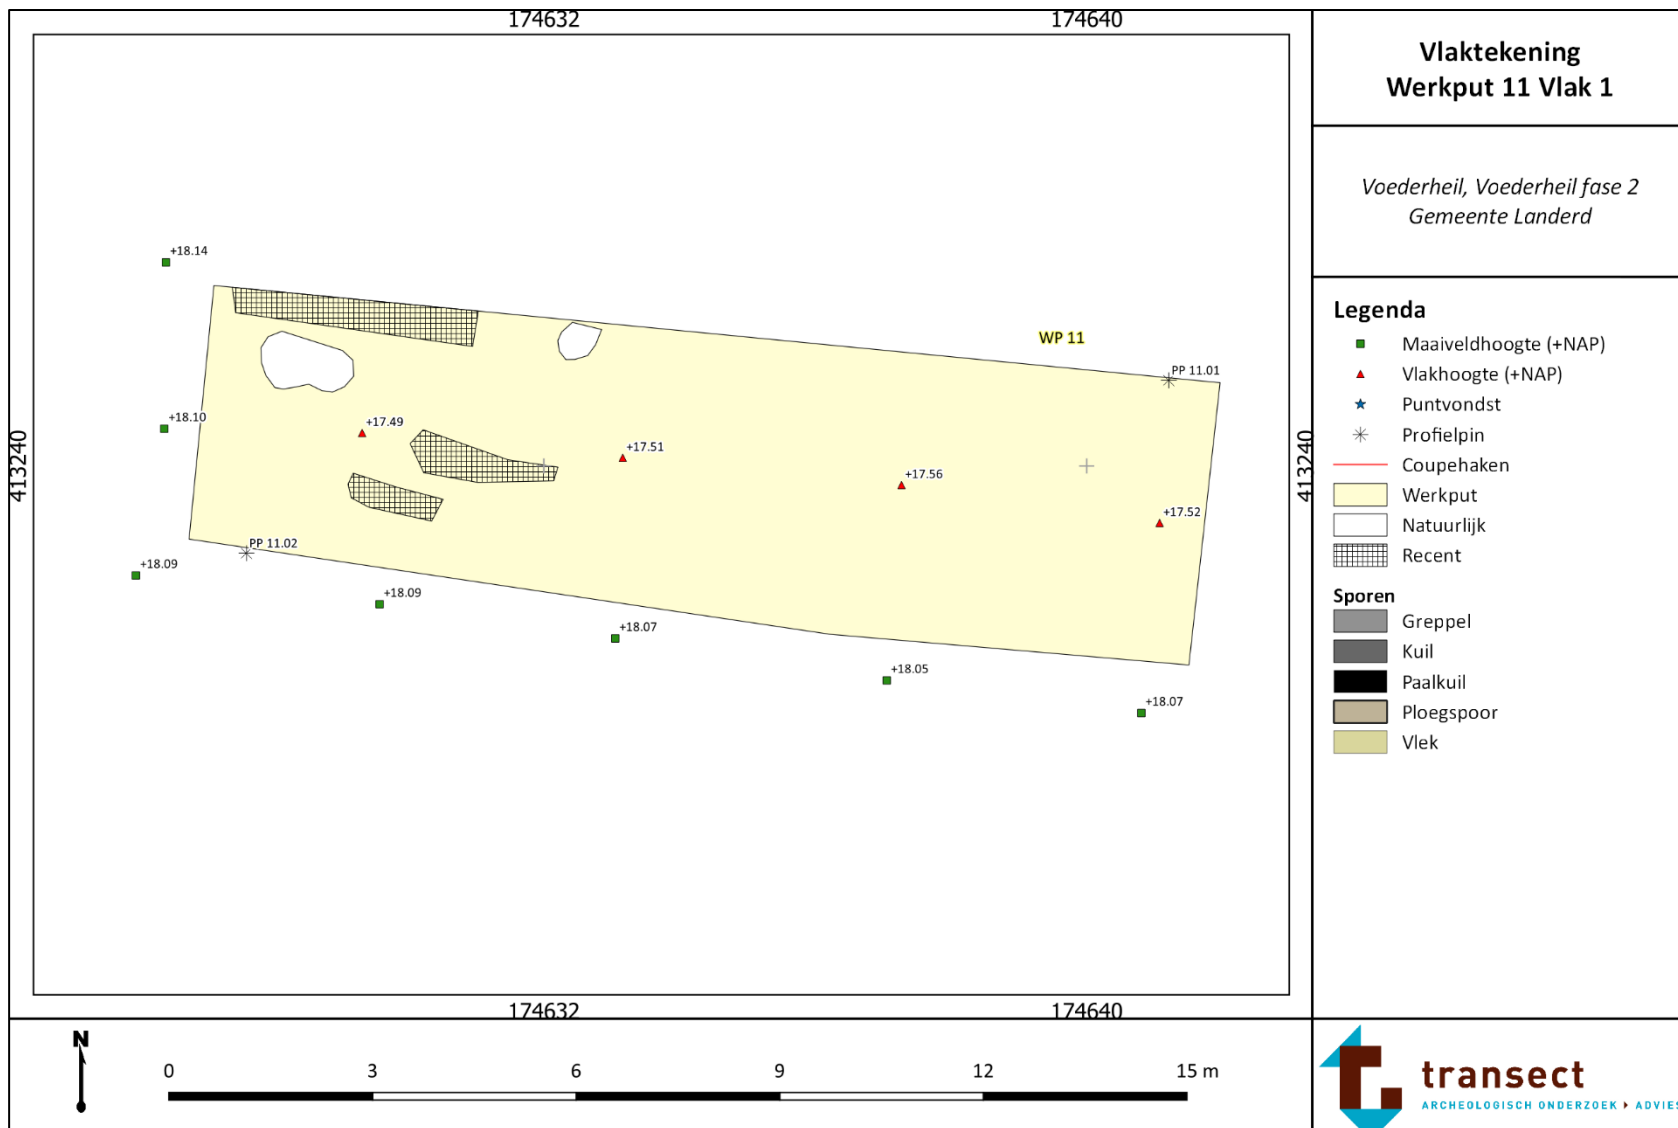 174632
174640
413240
413240
+18.14
WP 11
PP 11.01
+18.10
+17.49
+17.51
+17.56
+17.52
PP 11.02
+18.09
+18.09
+18.07
+18.05
+18.07
174632
174640
N
0
3
6
9
12
15 m
Vlaktekening
Werkput 11 Vlak 1
Voederheil, Voederheil fase 2
Gemeente Landerd
Legenda
Maaiveldhoogte (+NAP)
Vlakhoogte (+NAP)
Puntvondst
Profielpin
Coupehaken
Werkput
Natuurlijk
Recent
Sporen
Greppel
Kuil
Paalkuil
Ploegspoor
Vlek
transect
ARCHEOLOGISCH ONDERZOEK ADVIES